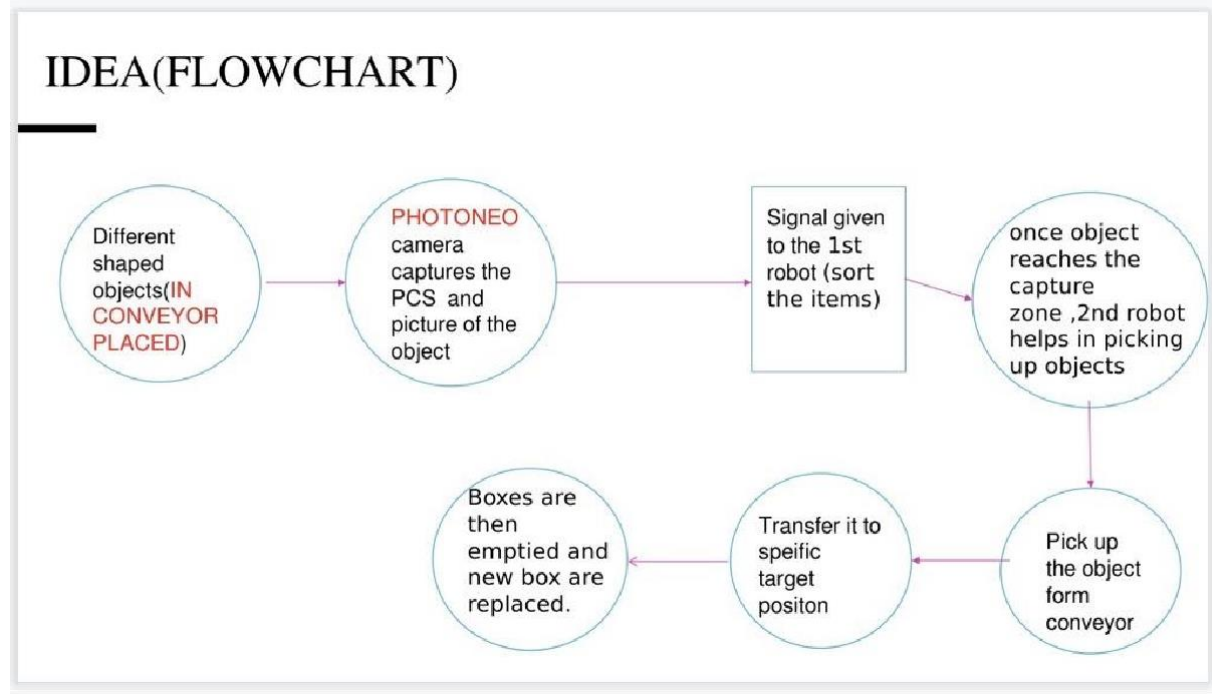 IDEA(FLOWCHART)
Different
shaped
objects(IN
CONVEYOR
PLACED)
PHOTONEO
camera
captures the
PCS and
picture of the
object
Signal given
to the 1st
robot (sort
the items)
once object
reaches the
capture
zone ,2nd robot
helps in picking
up objects
Pick up
the object
form
conveyor
Transfer it to
speific
target
positon
Boxes are
then
emptied and
new box are
replaced.